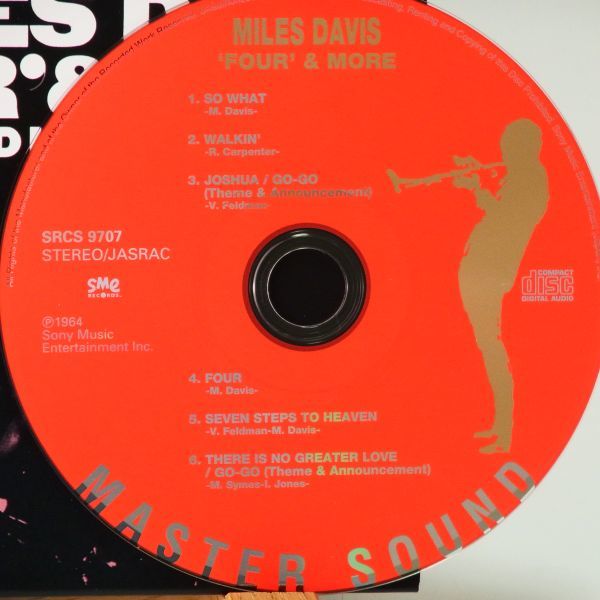 MILES DAVIS
'FOUR' & MORE
1. SO WHAT
-M. Davis-
2. WALKIN'
-R. Carpenter-
3. JOSHUA / GO-GO
(Theme & Announcement)
-V. Feldman-
SRCS 9707
STEREO/JASRAC
SME
RECORDS
COMPACT
disc
DIGITAL AUDIO
℗1964
Sony Music
Entertainment Inc.
4. FOUR
-M. Davis-
5. SEVEN STEPS TO HEAVEN
-V. Feldman-M. Davis-
6. THERE IS NO GREATER LOVE
/ GO-GO (Theme & Announcement)
-M. Symes-I. Jones-
MASTER SOUND